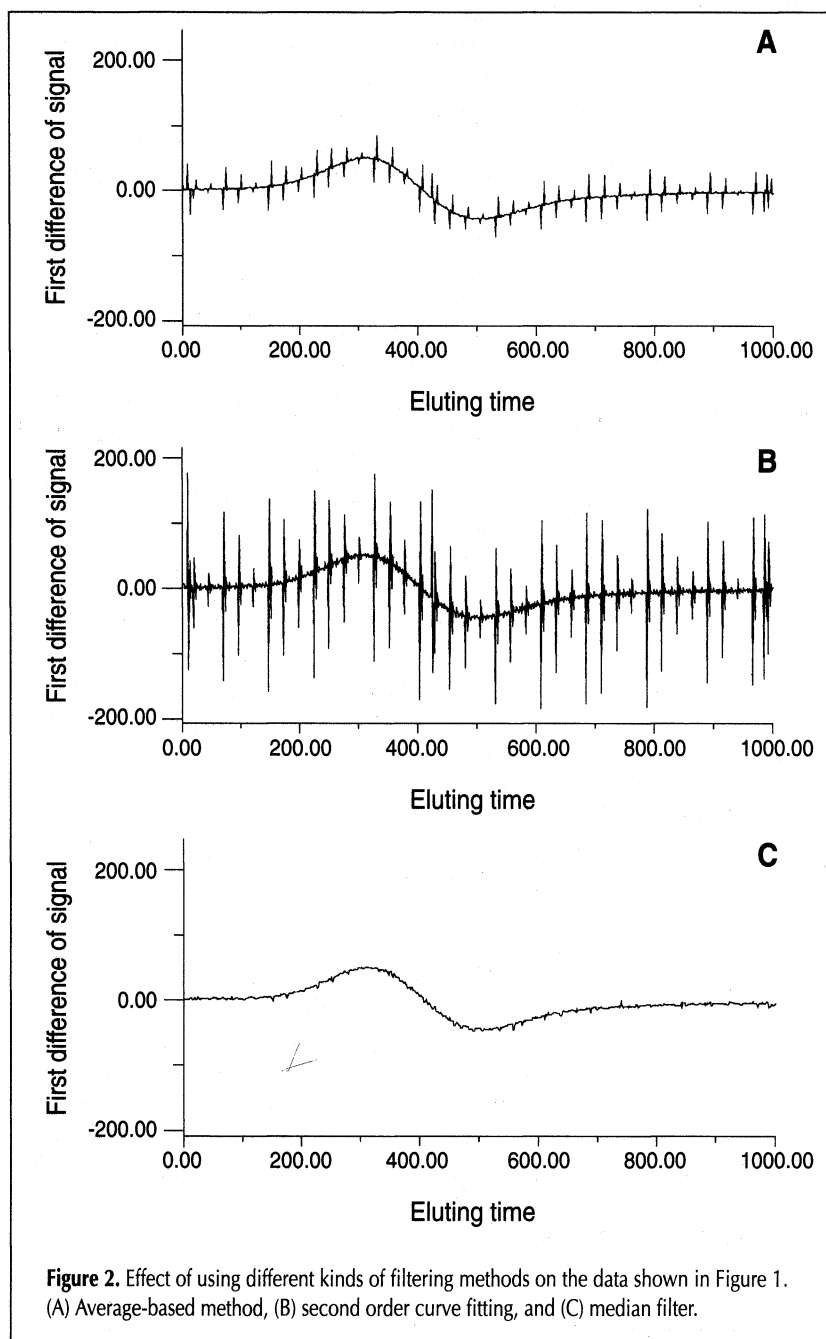 A
200.00
0.00
-200.00
First difference of signal
0.00 200.00 400.00 600.00 800.00 1000.00
Eluting time
B
200.00
0.00
-200.00
First difference of signal
0.00 200.00 400.00 600.00 800.00 1000.00
Eluting time
C
200.00
0.00
-200.00
First difference of signal
0.00 200.00 400.00 600.00 800.00 1000.00
Eluting time
Figure 2. Effect of using different kinds of filtering methods on the data shown in Figure 1.
(A) Average-based method, (B) second order curve fitting, and (C) median filter.